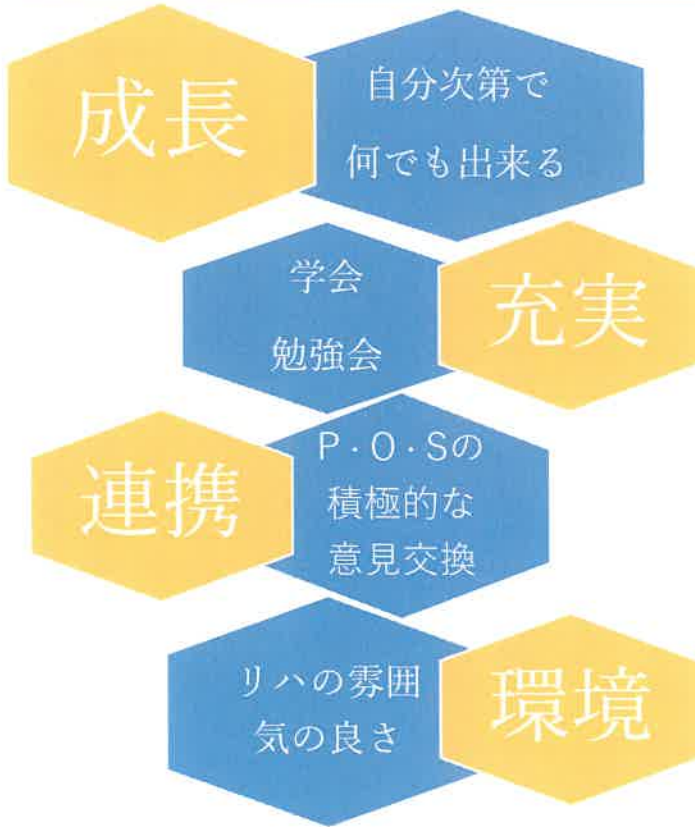 成長
自分次第で
何でも出来る
学会
勉強会
充実
連携
P・O・Sの
積極的な
意見交換
リハの雰囲
気の良さ
環境